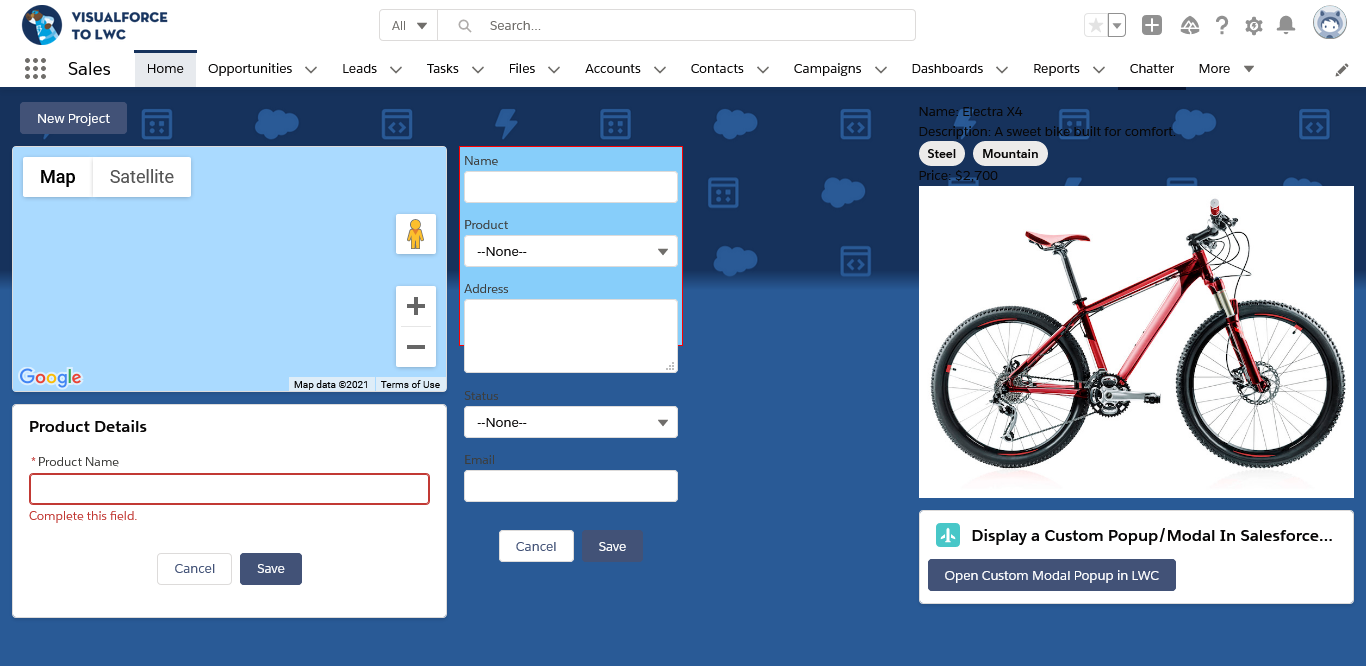 VISUALFORCE
TO LWC
All
Search...
Sales
Home
Opportunities
Leads
Tasks
Files
Accounts
Contacts
Campaigns
Dashboards
Reports
Chatter
More
New Project
Map
Satellite
Google
Map data ©2021
Terms of Use
Product Details
*Product Name
Complete this field.
Cancel
Save
Name
Product
--None--
Address
Status
--None--
Email
Cancel
Save
Name: Electra X4
Description: A sweet bike built for comfort.
Steel
Mountain
Price: $2,700
Display a Custom Popup/Modal In Salesforce...
Open Custom Modal Popup in LWC